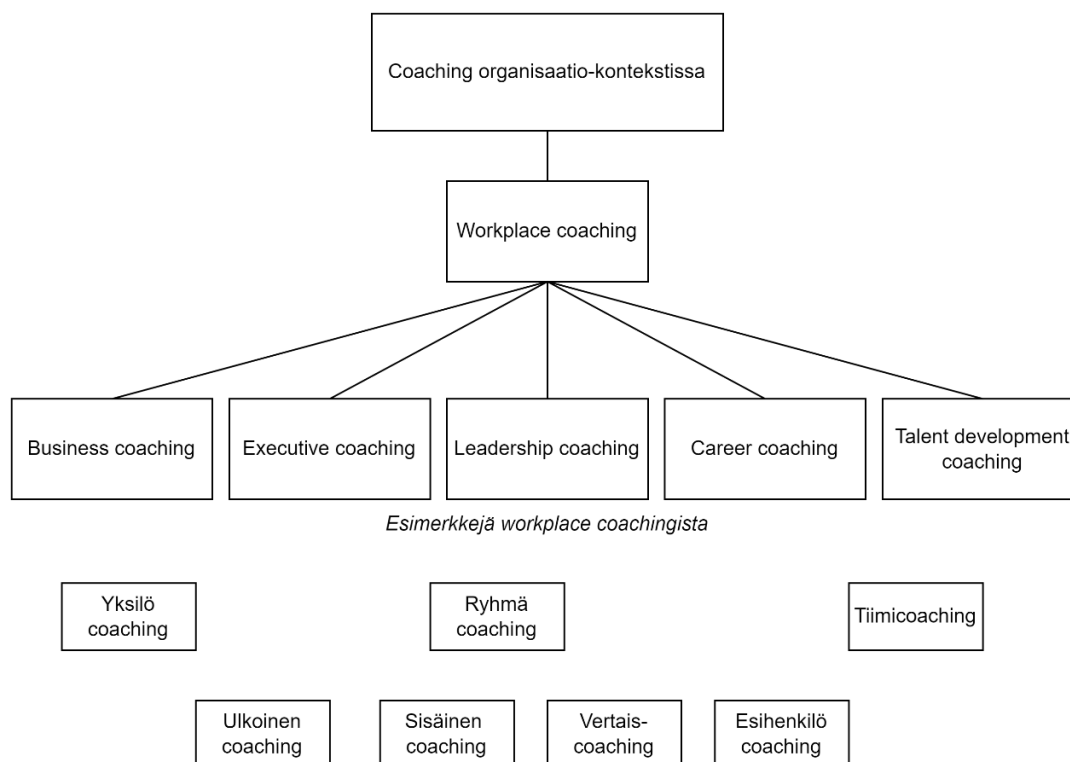 Coaching organisaatio-kontekstissa
Workplace coaching
Business coaching
Executive coaching
Leadership coaching
Career coaching
Talent development
coaching
Esimerkkejä workplace coachingista
Yksilö
coaching
Ryhmä
coaching
Tiimicoaching
Ulkoinen
coaching
Sisäinen
coaching
Vertais-
coaching
Esihenkilö
coaching